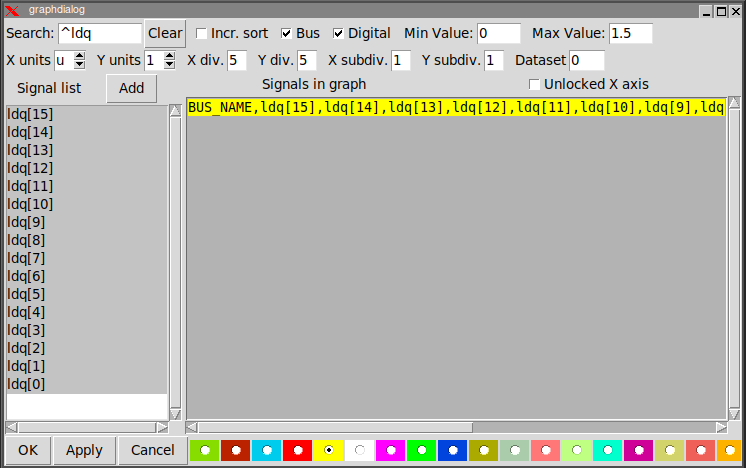 graphdialog
Search: ^ldq Clear Incr. sort Bus Digital Min Value: 0 Max Value: 1.5
X units u Y units 1 X div. 5 Y div. 5 X subdiv. 1 Y subdiv. 1 Dataset 0
Signal list Add Signals in graph Unlocked X axis
BUS_NAME,ldq[15],ldq[14],ldq[13],ldq[12],ldq[11],ldq[10],ldq[9],ldq
ldq[15]
ldq[14]
ldq[13]
ldq[12]
ldq[11]
ldq[10]
ldq[9]
ldq[8]
ldq[7]
ldq[6]
ldq[5]
ldq[4]
ldq[3]
ldq[2]
ldq[1]
ldq[0]
OK Apply Cancel